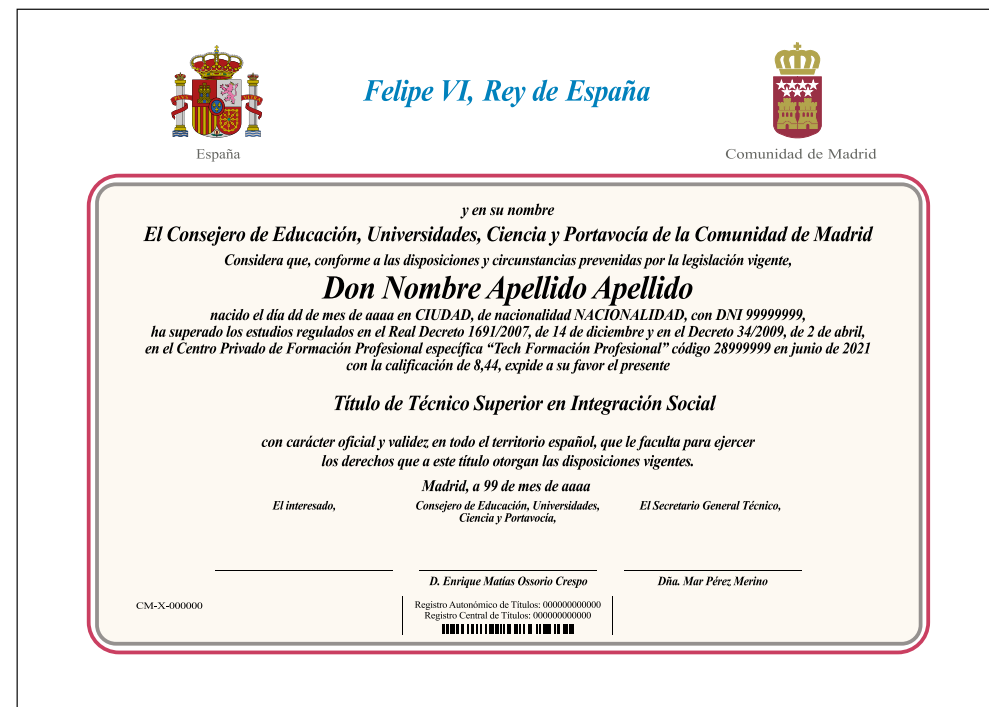 Felipe VI, Rey de España
España
Comunidad de Madrid
y en su nombre
El Consejero de Educación, Universidades, Ciencia y Portavocía de la Comunidad de Madrid
Considera que, conforme a las disposiciones y circunstancias prevenidas por la legislación vigente,
Don Nombre Apellido Apellido
nacido el día dd de mes de aaaa en CIUDAD, de nacionalidad NACIONALIDAD, con DNI 99999999,
ha superado los estudios regulados en el Real Decreto 1691/2007, de 14 de diciembre y en el Decreto 34/2009, de 2 de abril,
en el Centro Privado de Formación Profesional específica “Tech Formación Profesional” código 28999999 en junio de 2021
con la calificación de 8,44, expide a su favor el presente
Título de Técnico Superior en Integración Social
con carácter oficial y validez en todo el territorio español, que le faculta para ejercer
los derechos que a este título otorgan las disposiciones vigentes.
Madrid, a 99 de mes de aaaa
El interesado,
Consejero de Educación, Universidades,
Ciencia y Portavocía,
El Secretario General Técnico,
D. Enrique Matías Ossorio Crespo
Dña. Mar Pérez Merino
CM-X-000000
Registro Autonómico de Títulos: 000000000000
Registro Central de Títulos: 000000000000